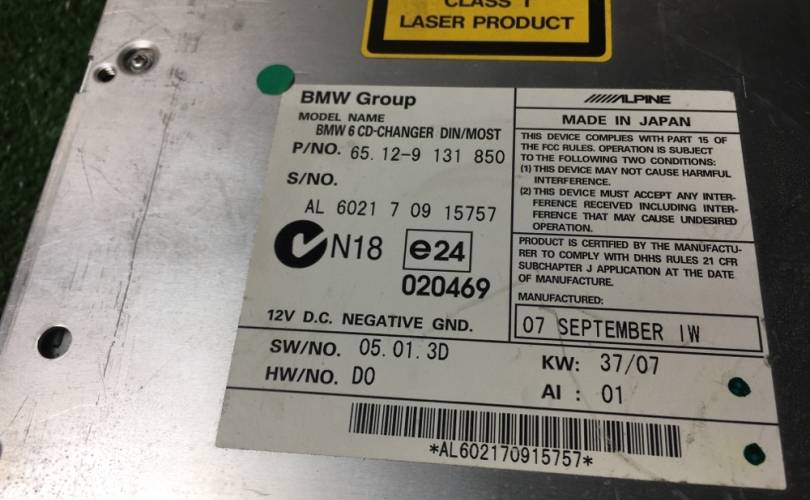 CLASS 1
LASER PRODUCT
BMW Group
MODEL NAME
BMW 6 CD-CHANGER DIN/MOST
P/NO. 65.12-9 131 850
S/NO.
AL 6021 7 09 15757
N18 e24
020469
12V D.C. NEGATIVE GND.
ALPINE
MADE IN JAPAN
THIS DEVICE COMPLIES WITH PART 15 OF
THE FCC RULES. OPERATION IS SUBJECT
TO THE FOLLOWING TWO CONDITIONS:
(1) THIS DEVICE MAY NOT CAUSE HARMFUL
INTERFERENCE.
(2) THIS DEVICE MUST ACCEPT ANY INTER-
FERENCE RECEIVED INCLUDING INTER-
FERENCE THAT MAY CAUSE UNDESIRED
OPERATION.
PRODUCT IS CERTIFIED BY THE MANUFACTU-
RER TO COMPLY WITH DHHS RULES 21 CFR
SUBCHAPTER J APPLICATION AT THE DATE
OF MANUFACTURE.
MANUFACTURED:
07 SEPTEMBER IW
SW/NO. 05.01.3D
HW/NO. D0
KW: 37/07
AI : 01
*AL602170915757*